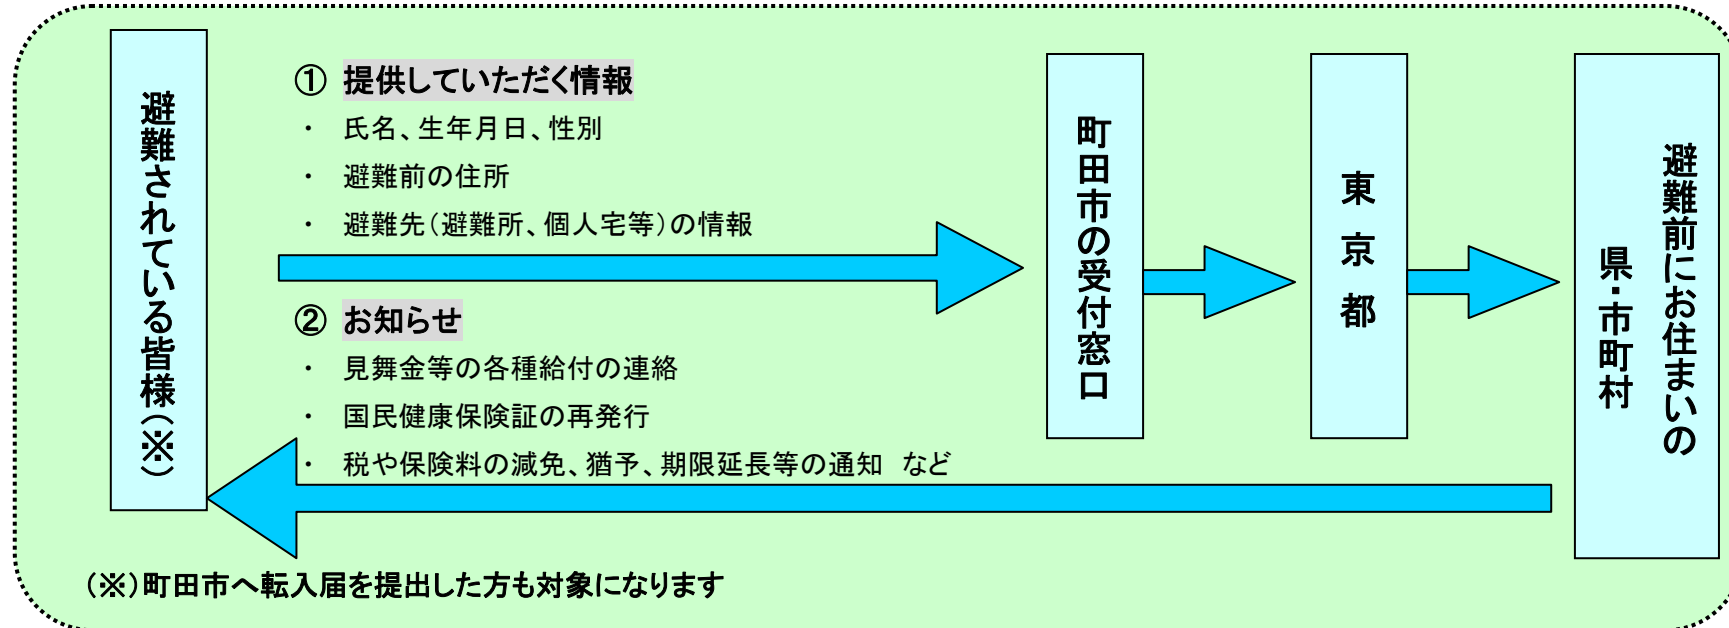 避難されている皆様(※)
① 提供していただく情報
・ 氏名、生年月日、性別
・ 避難前の住所
・ 避難先(避難所、個人宅等)の情報
② お知らせ
・ 見舞金等の各種給付の連絡
・ 国民健康保険証の再発行
・ 税や保険料の減免、猶予、期限延長等の通知 など
町田市の受付窓口
東京都
避難前にお住まいの
県・市町村
(※)町田市へ転入届を提出した方も対象になります